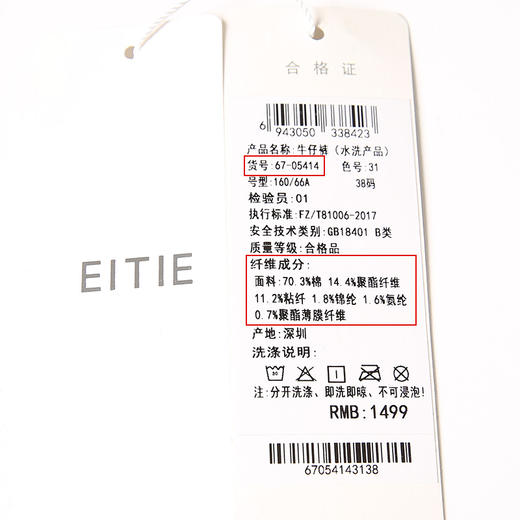 EITIE
合格证
6 943050 338423
产品名称:牛仔裤（水洗产品）
货号:67-05414 色号:31
号型:160/66A 38码
检验员:01
执行标准:FZ/T81006-2017
安全技术类别:GB18401 B类
质量等级:合格品
纤维成分:
面料:70.3%棉 14.4%聚酯纤维
11.2%粘纤 1.8%锦纶 1.6%氨纶
0.7%聚酯薄膜纤维
产地:深圳
洗涤说明:
30
注:分开洗涤、即洗即晾、不可浸泡!
RMB:1499
67054143138